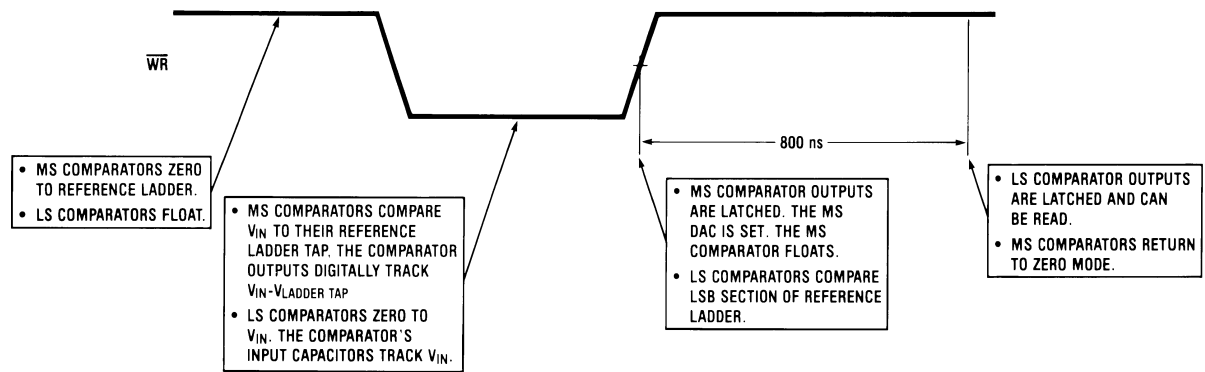 WR
800 ns
• MS COMPARATORS ZERO
TO REFERENCE LADDER.
• LS COMPARATORS FLOAT.
• MS COMPARATORS COMPARE
VIN TO THEIR REFERENCE
LADDER TAP. THE COMPARATOR
OUTPUTS DIGITALLY TRACK
VIN-VLADDER TAP
• LS COMPARATORS ZERO TO
VIN. THE COMPARATOR'S
INPUT CAPACITORS TRACK VIN.
• MS COMPARATOR OUTPUTS
ARE LATCHED. THE MS
DAC IS SET. THE MS
COMPARATOR FLOATS.
• LS COMPARATORS COMPARE
LSB SECTION OF REFERENCE
LADDER.
• LS COMPARATOR OUTPUTS
ARE LATCHED AND CAN
BE READ.
• MS COMPARATORS RETURN
TO ZERO MODE.